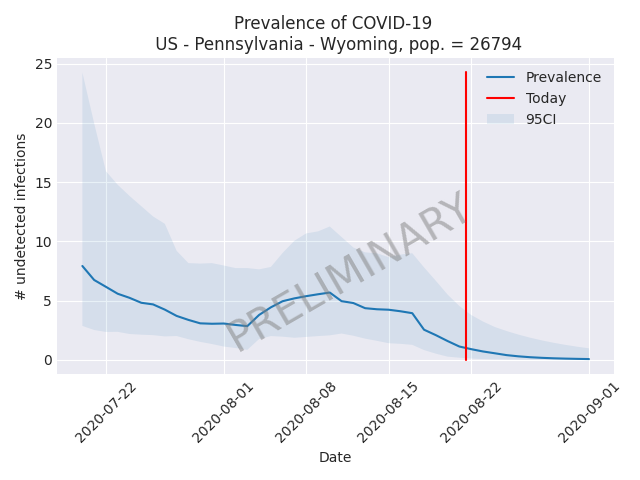 Prevalence of COVID-19
US - Pennsylvania - Wyoming, pop. = 26794
# undetected infections
25
20
15
10
5
0
Prevalence
Today
95CI
PRELIMINARY
2020-07-22
2020-08-01
2020-08-08
2020-08-15
2020-08-22
2020-09-01
Date